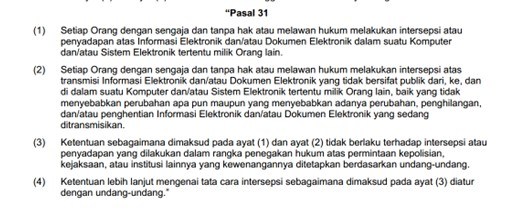 "Pasal 31
(1) Setiap Orang dengan sengaja dan tanpa hak atau melawan hukum melakukan intersepsi atau
penyadapan atas Informasi Elektronik dan/atau Dokumen Elektronik dalam suatu Komputer
dan/atau Sistem Elektronik tertentu milik Orang lain.
(2) Setiap Orang dengan sengaja dan tanpa hak atau melawan hukum melakukan intersepsi atas
transmisi Informasi Elektronik dan/atau Dokumen Elektronik yang tidak bersifat publik dari, ke, dan
di dalam suatu Komputer dan/atau Sistem Elektronik tertentu milik Orang lain, baik yang tidak
menyebabkan perubahan apa pun maupun yang menyebabkan adanya perubahan, penghilangan,
dan/atau penghentian Informasi Elektronik dan/atau Dokumen Elektronik yang sedang
ditransmisikan.
(3) Ketentuan sebagaimana dimaksud pada ayat (1) dan ayat (2) tidak berlaku terhadap intersepsi atau
penyadapan yang dilakukan dalam rangka penegakan hukum atas permintaan kepolisian,
kejaksaan, atau institusi lainnya yang kewenangannya ditetapkan berdasarkan undang-undang.
(4) Ketentuan lebih lanjut mengenai tata cara intersepsi sebagaimana dimaksud pada ayat (3) diatur
dengan undang-undang."